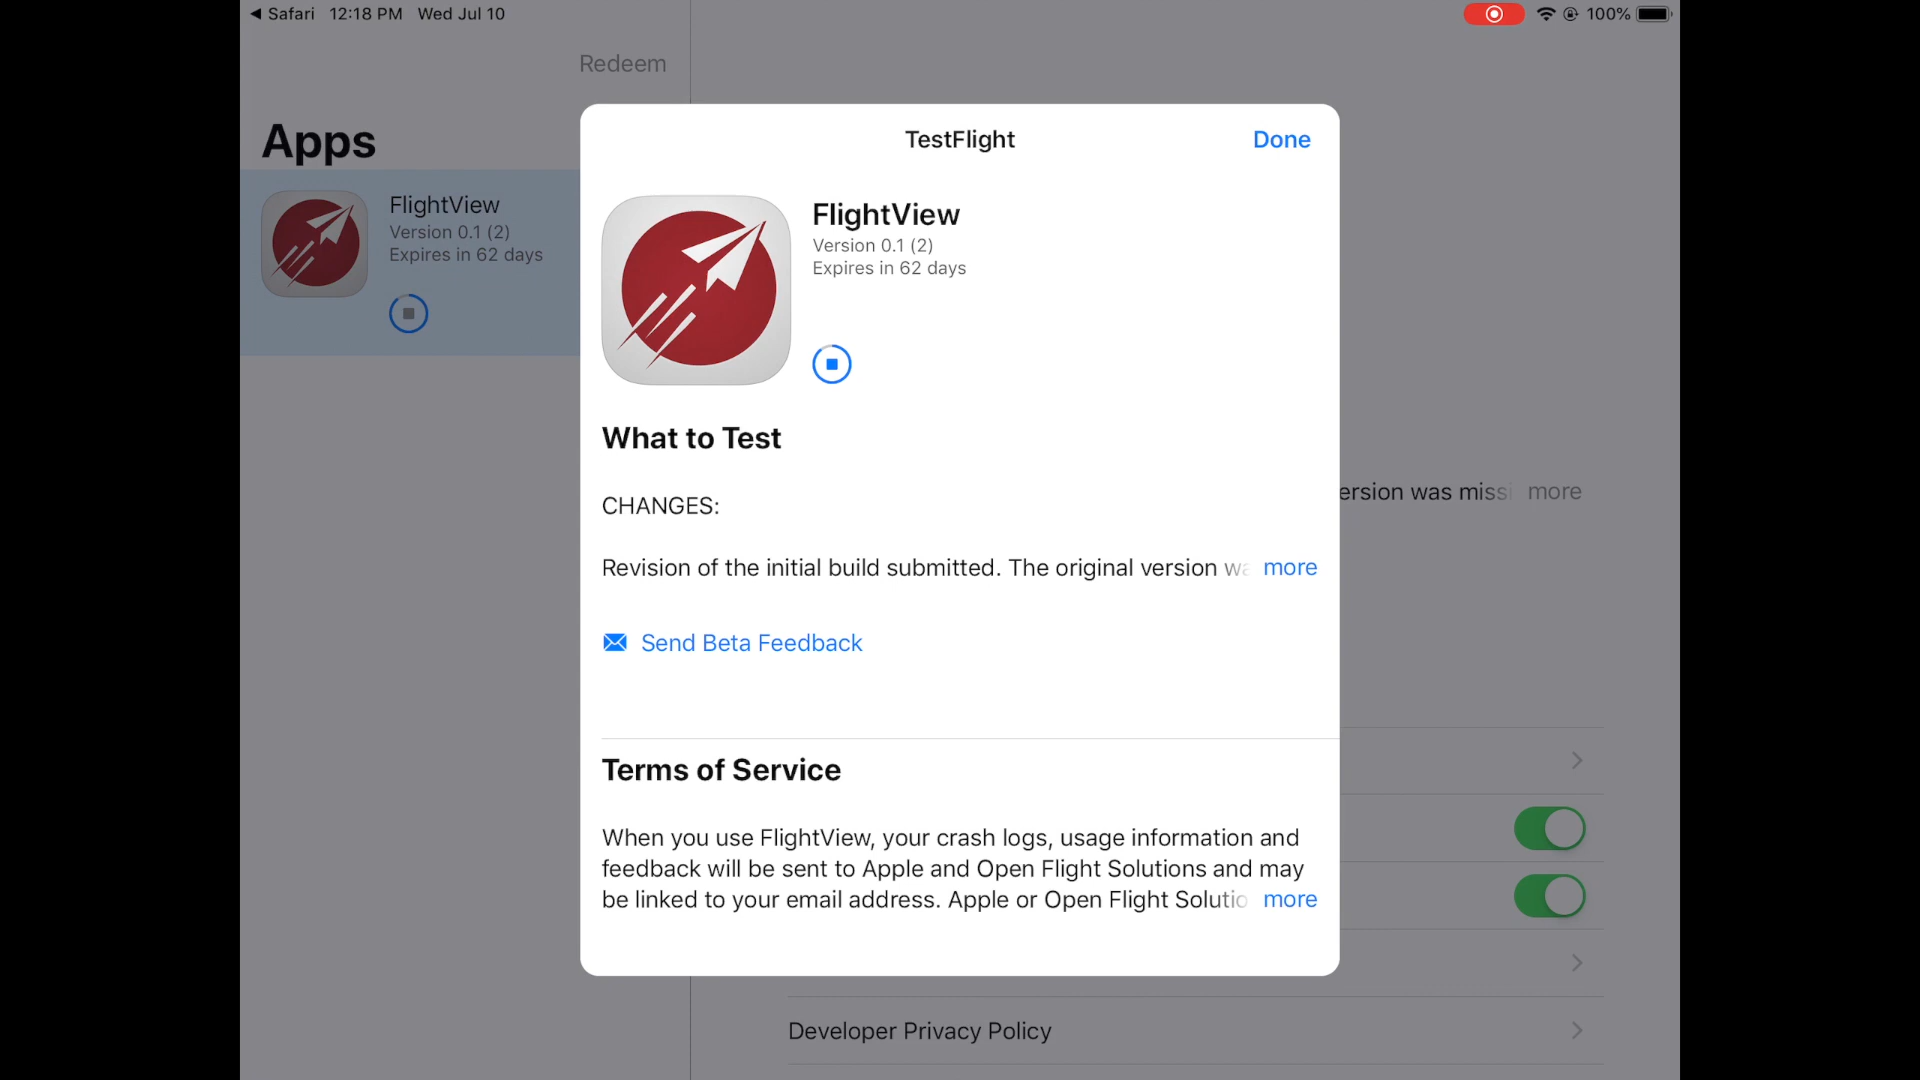 Safari 12:18 PM Wed Jul 10
100%
Redeem
Apps
FlightView
Version 0.1 (2)
Expires in 62 days
TestFlight
Done
FlightView
Version 0.1 (2)
Expires in 62 days
What to Test
CHANGES:
Revision of the initial build submitted. The original version more
Send Beta Feedback
Terms of Service
When you use FlightView, your crash logs, usage information and
feedback will be sent to Apple and Open Flight Solutions and may
be linked to your email address. Apple or Open Flight Solutio more
ersion was miss more
Developer Privacy Policy